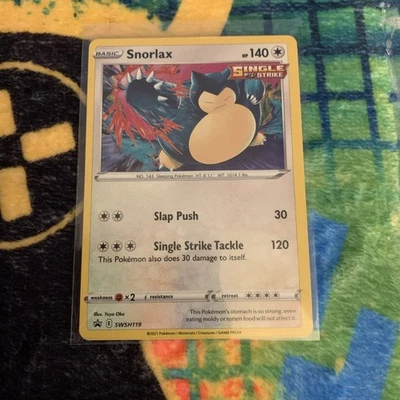 BASIC Snorlax HP 140
SINGLE STRIKE
NO. 143 Sleeping Pokémon HT: 6'11" WT: 1014.1 lbs.
Slap Push 30
Single Strike Tackle 120
This Pokémon also does 30 damage to itself.
weakness ×2 resistance retreat
Illus. Yuyo Oka
E SWSH119
This Pokémon's stomach is so strong, even eating moldy or rotten food will not affect it.
©2021 Pokémon / Nintendo / Creatures / GAME FREAK